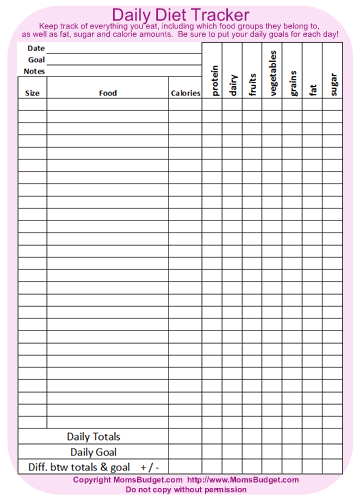 Daily Diet Tracker
Keep track of everything you eat, including which food groups they belong to,
as well as fat, sugar and calorie amounts. Be sure to put your daily goals for each day!
Date
Goal
Notes
Size Food Calories protein dairy fruits vegetables grains fat sugar
Daily Totals
Daily Goal
Diff. btw totals & goal + / -
Copyright MomsBudget.com http://www.MomsBudget.com
Do not copy without permission